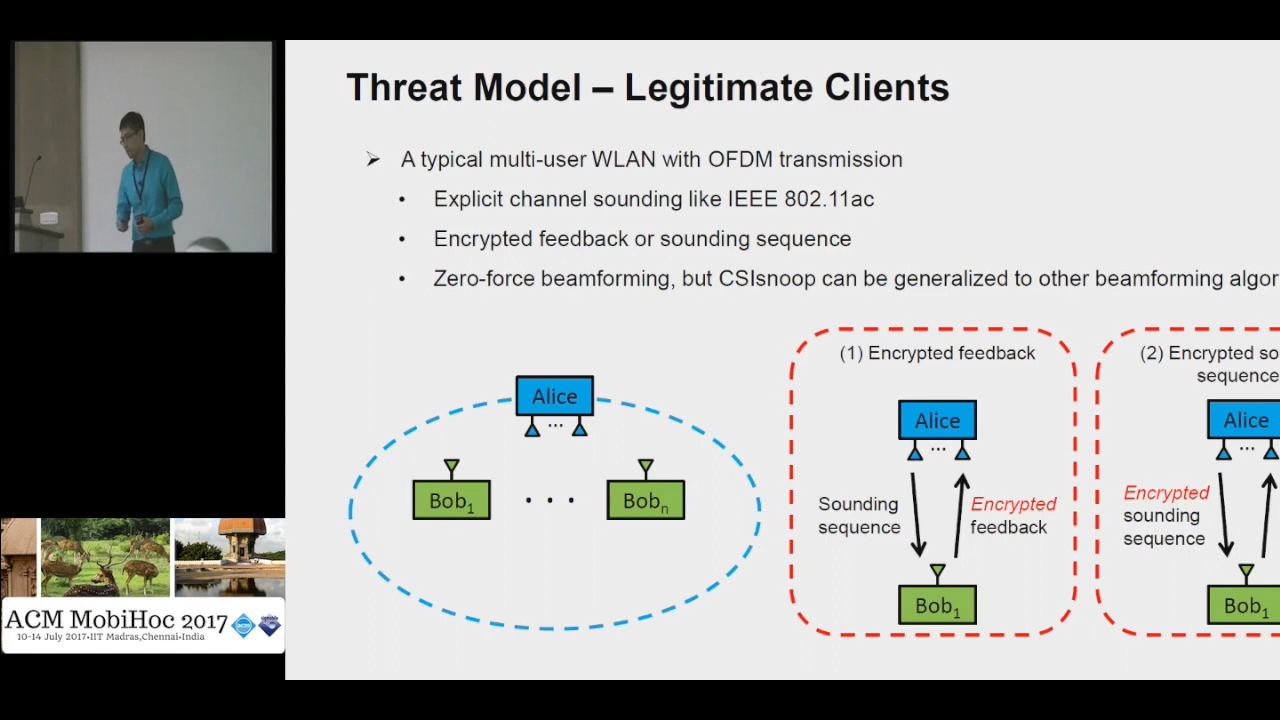 Threat Model – Legitimate Clients
➢ A typical multi-user WLAN with OFDM transmission
• Explicit channel sounding like IEEE 802.11ac
• Encrypted feedback or sounding sequence
• Zero-force beamforming, but CSIsnoop can be generalized to other beamforming algor
Alice
...
Bob1
. . .
Bobn
(1) Encrypted feedback
Alice
...
Sounding
sequence
Encrypted
feedback
Bob1
(2) Encrypted so
sequence
Alice
...
Encrypted
sounding
sequence
Bob1
ACM MobiHoc 2017
10-14 July 2017•IIT Madras,Chennai•India
acm